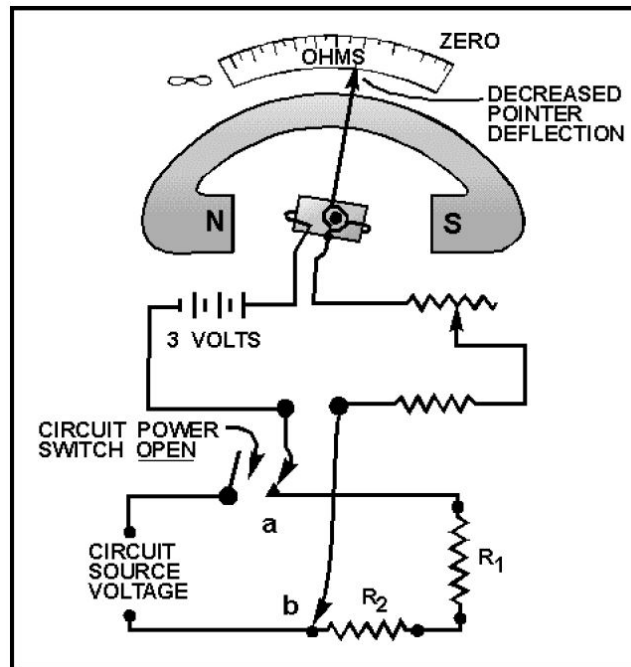 ZERO
OHMS
∞
DECREASED
POINTER
DEFLECTION
N
S
3 VOLTS
CIRCUIT POWER
SWITCH OPEN
a
CIRCUIT
SOURCE
VOLTAGE
R1
b
R2